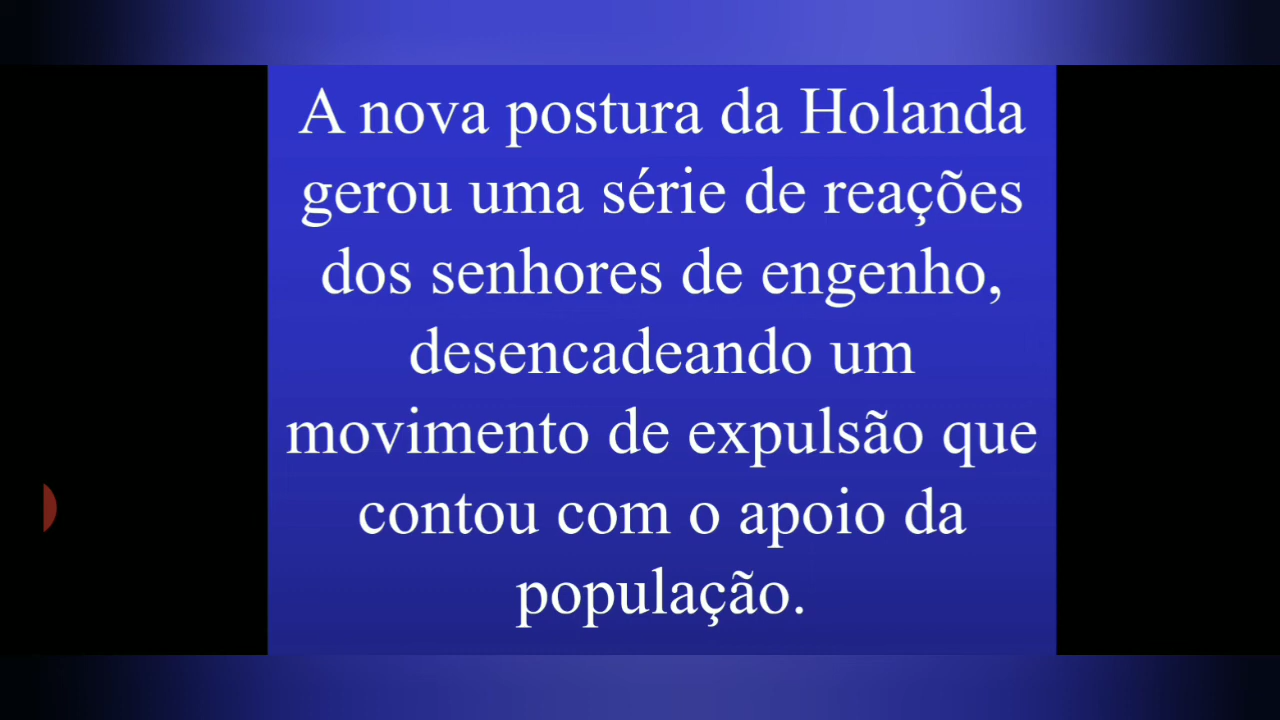 A nova postura da Holanda
gerou uma série de reações
dos senhores de engenho,
desencadeando um
movimento de expulsão que
contou com o apoio da
população.